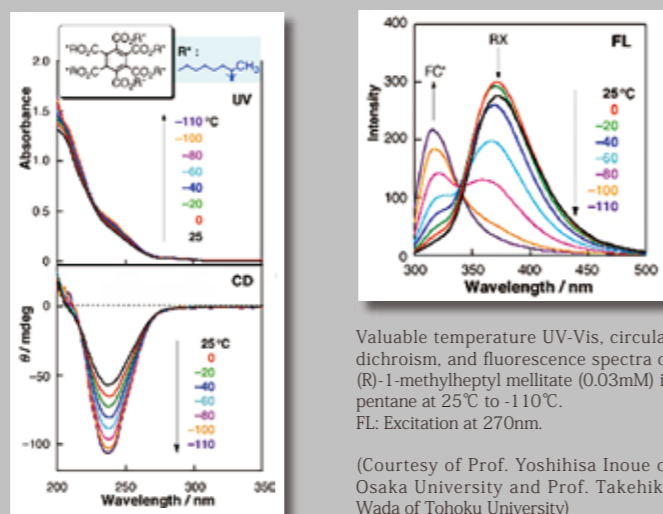 *RO₂C
CO₂R*
*RO₂C
CO₂R*
CO₂R*
CO₂R*
R* :
CH₃
UV
Absorbance
2.0
1.5
1.0
0.5
0
−110 °C
−100
−80
−60
−40
−20
0
25
CD
θ / mdeg
0
−50
−100
25 °C
0
−20
−40
−60
−80
−100
−110
200
250
300
350
Wavelength / nm
FL
RX
FC*
Intensity
400
300
200
100
0
25°C
0
−20
−40
−60
−80
−100
−110
300
350
400
450
500
Wavelength / nm
Valuable temperature UV-Vis, circula
dichroism, and fluorescence spectra o
(R)-1-methylheptyl mellitate (0.03mM) i
pentane at 25℃ to -110℃.
FL: Excitation at 270nm.
(Courtesy of Prof. Yoshihisa Inoue o
Osaka University and Prof. Takehik
Wada of Tohoku University)